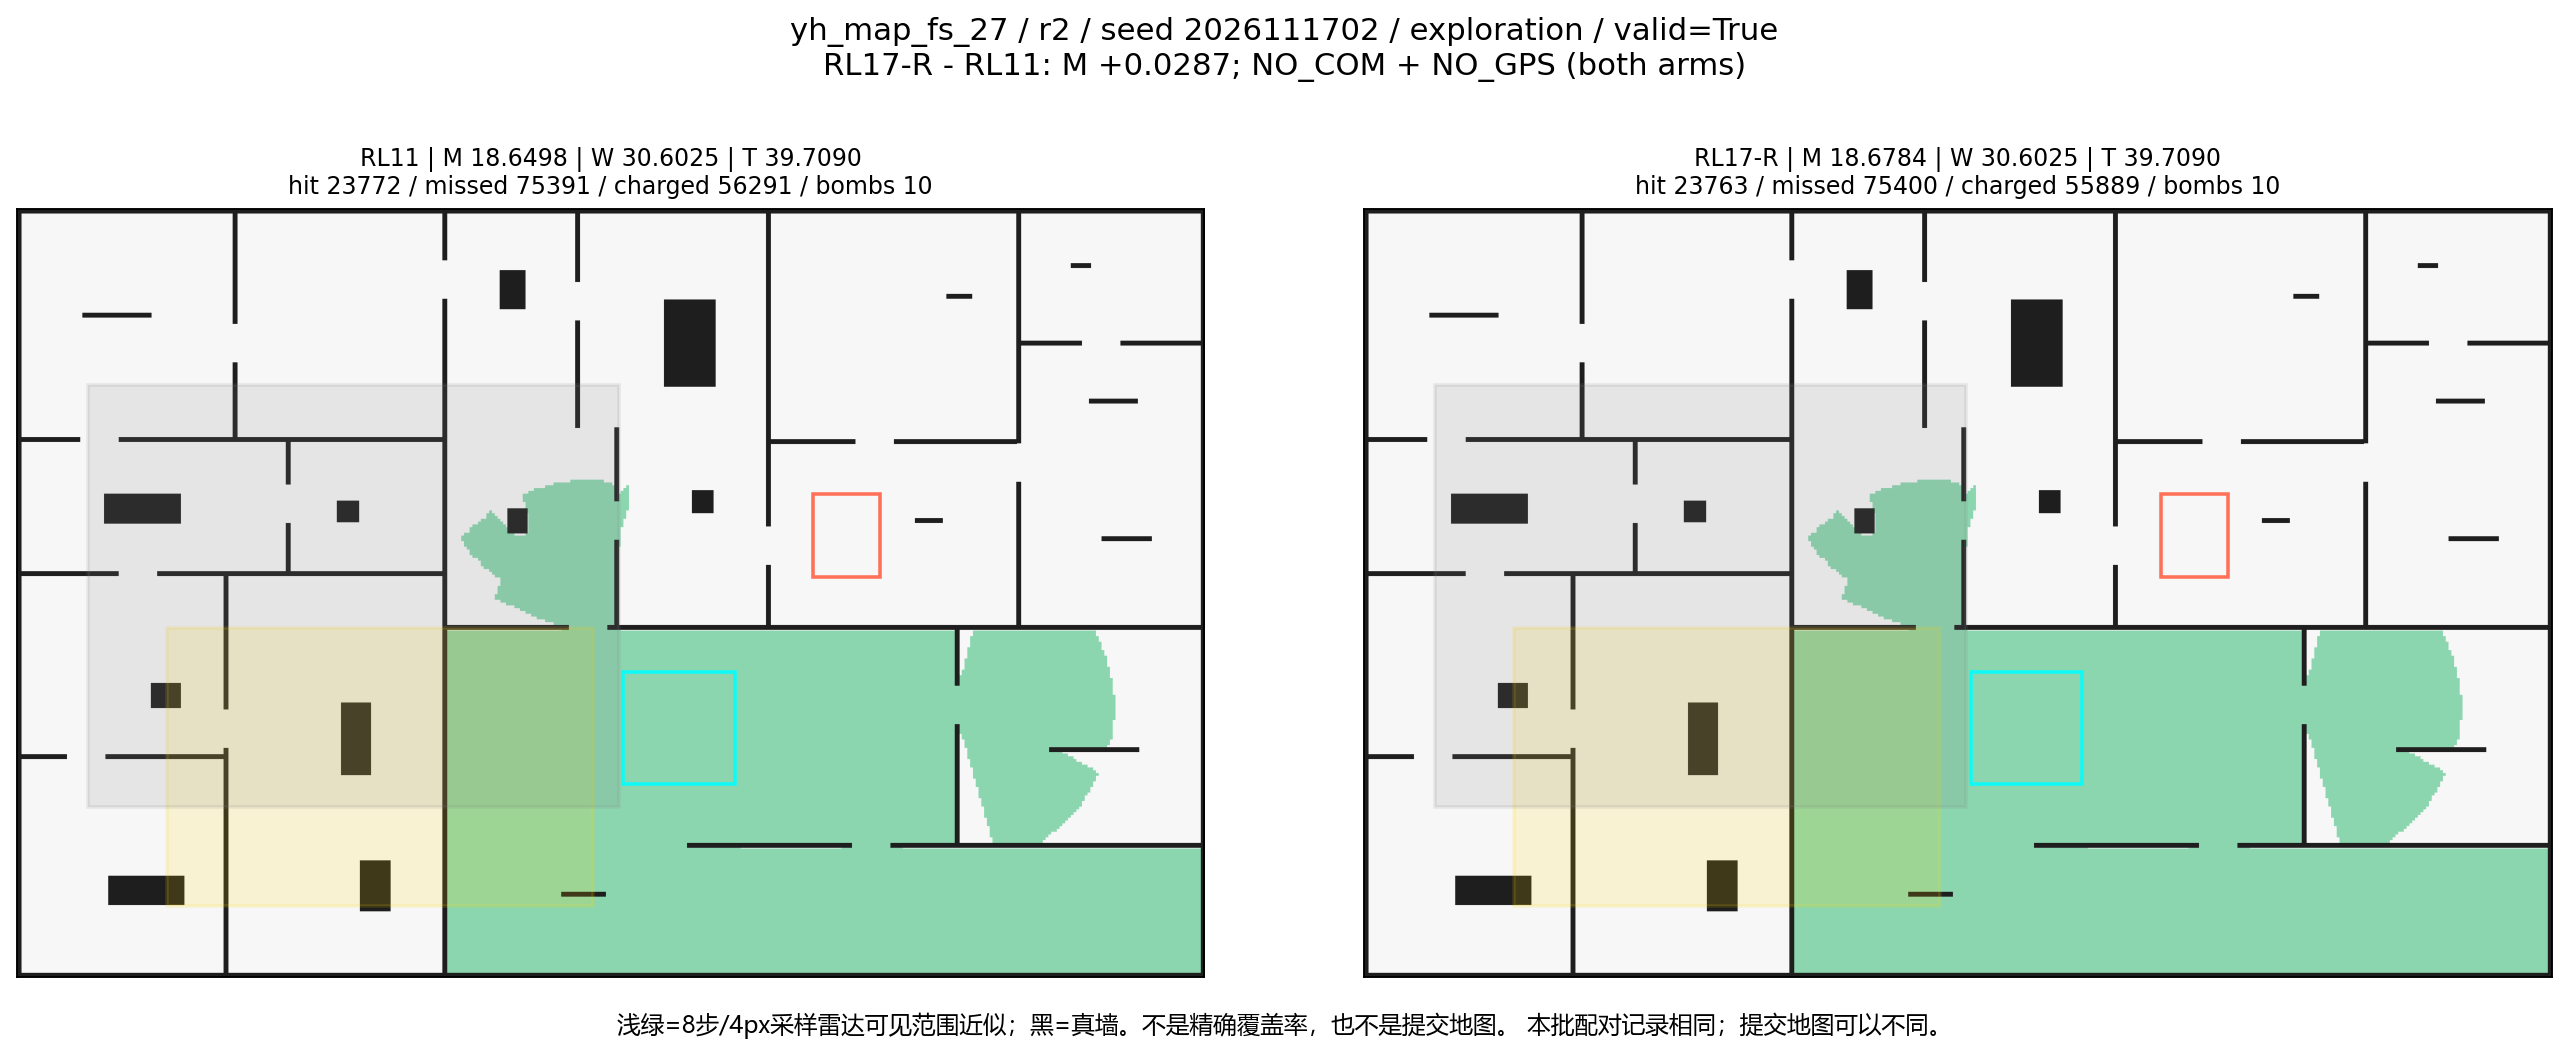 yh_map_fs_27 / r2 / seed 2026111702 / exploration / valid=True
RL17-R - RL11: M +0.0287; NO_COM + NO_GPS (both arms)
RL11 | M 18.6498 | W 30.6025 | T 39.7090
hit 23772 / missed 75391 / charged 56291 / bombs 10
RL17-R | M 18.6784 | W 30.6025 | T 39.7090
hit 23763 / missed 75400 / charged 55889 / bombs 10
浅绿=8步/4px采样雷达可见范围近似；黑=真墙。不是精确覆盖率，也不是提交地图。 本批配对记录相同；提交地图可以不同。